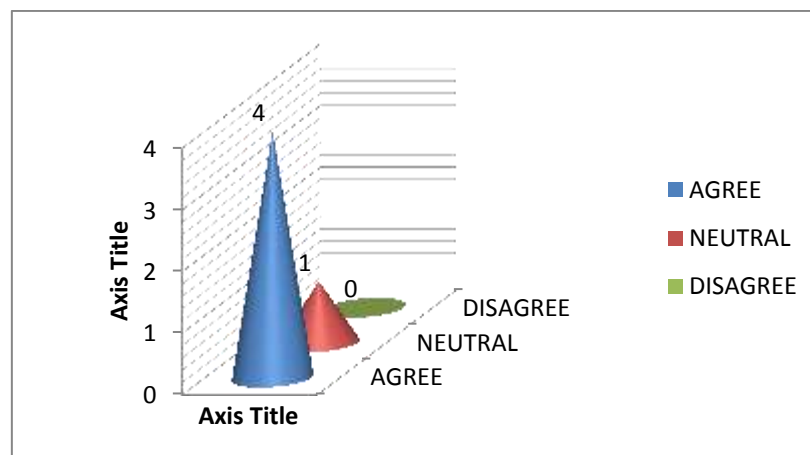 4
4
3
2
1
0
Axis Title
1
0
DISAGREE
NEUTRAL
AGREE
Axis Title
AGREE
NEUTRAL
DISAGREE